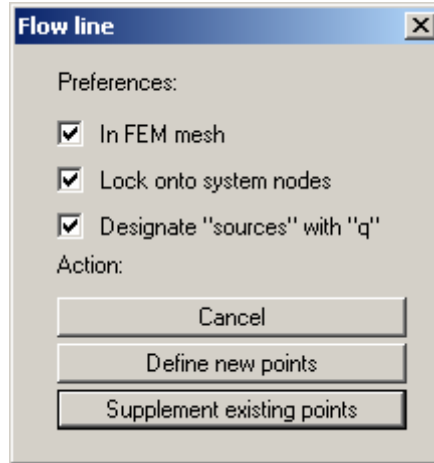 Flow line
Preferences:
In FEM mesh
Lock onto system nodes
Designate "sources" with "q"
Action:
Cancel
Define new points
Supplement existing points